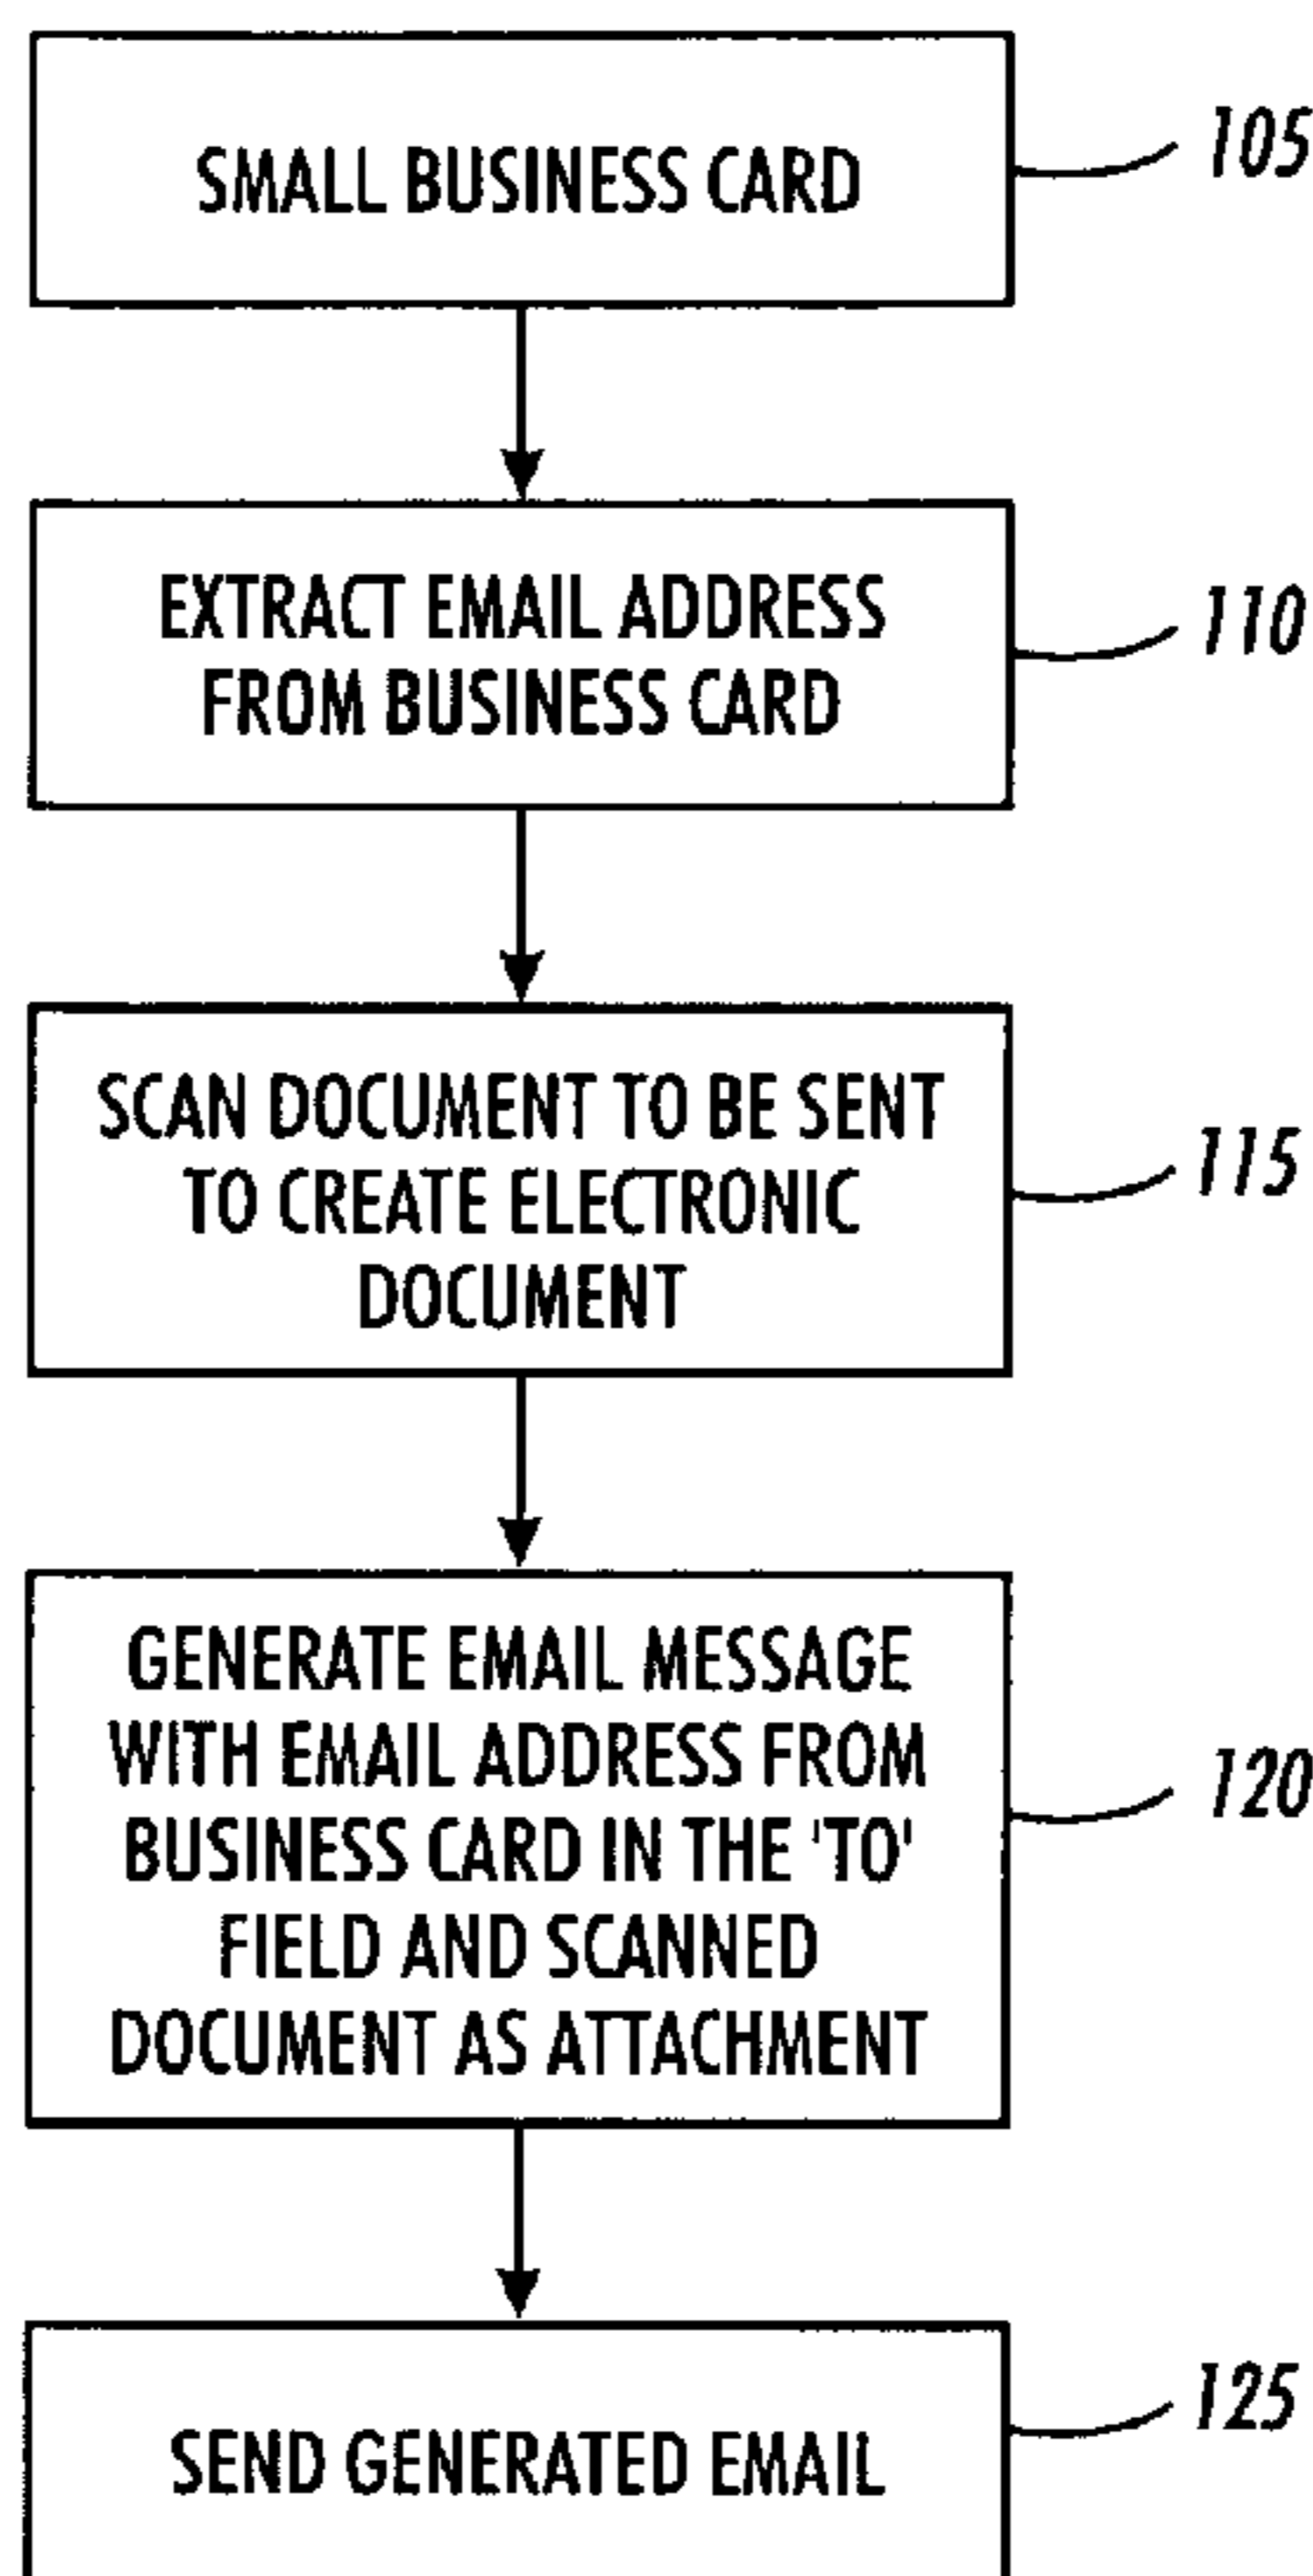 SMALL BUSINESS CARD
105
EXTRACT EMAIL ADDRESS
FROM BUSINESS CARD
110
SCAN DOCUMENT TO BE SENT
TO CREATE ELECTRONIC
DOCUMENT
115
GENERATE EMAIL MESSAGE
WITH EMAIL ADDRESS FROM
BUSINESS CARD IN THE 'TO'
FIELD AND SCANNED
DOCUMENT AS ATTACHMENT
120
SEND GENERATED EMAIL
125